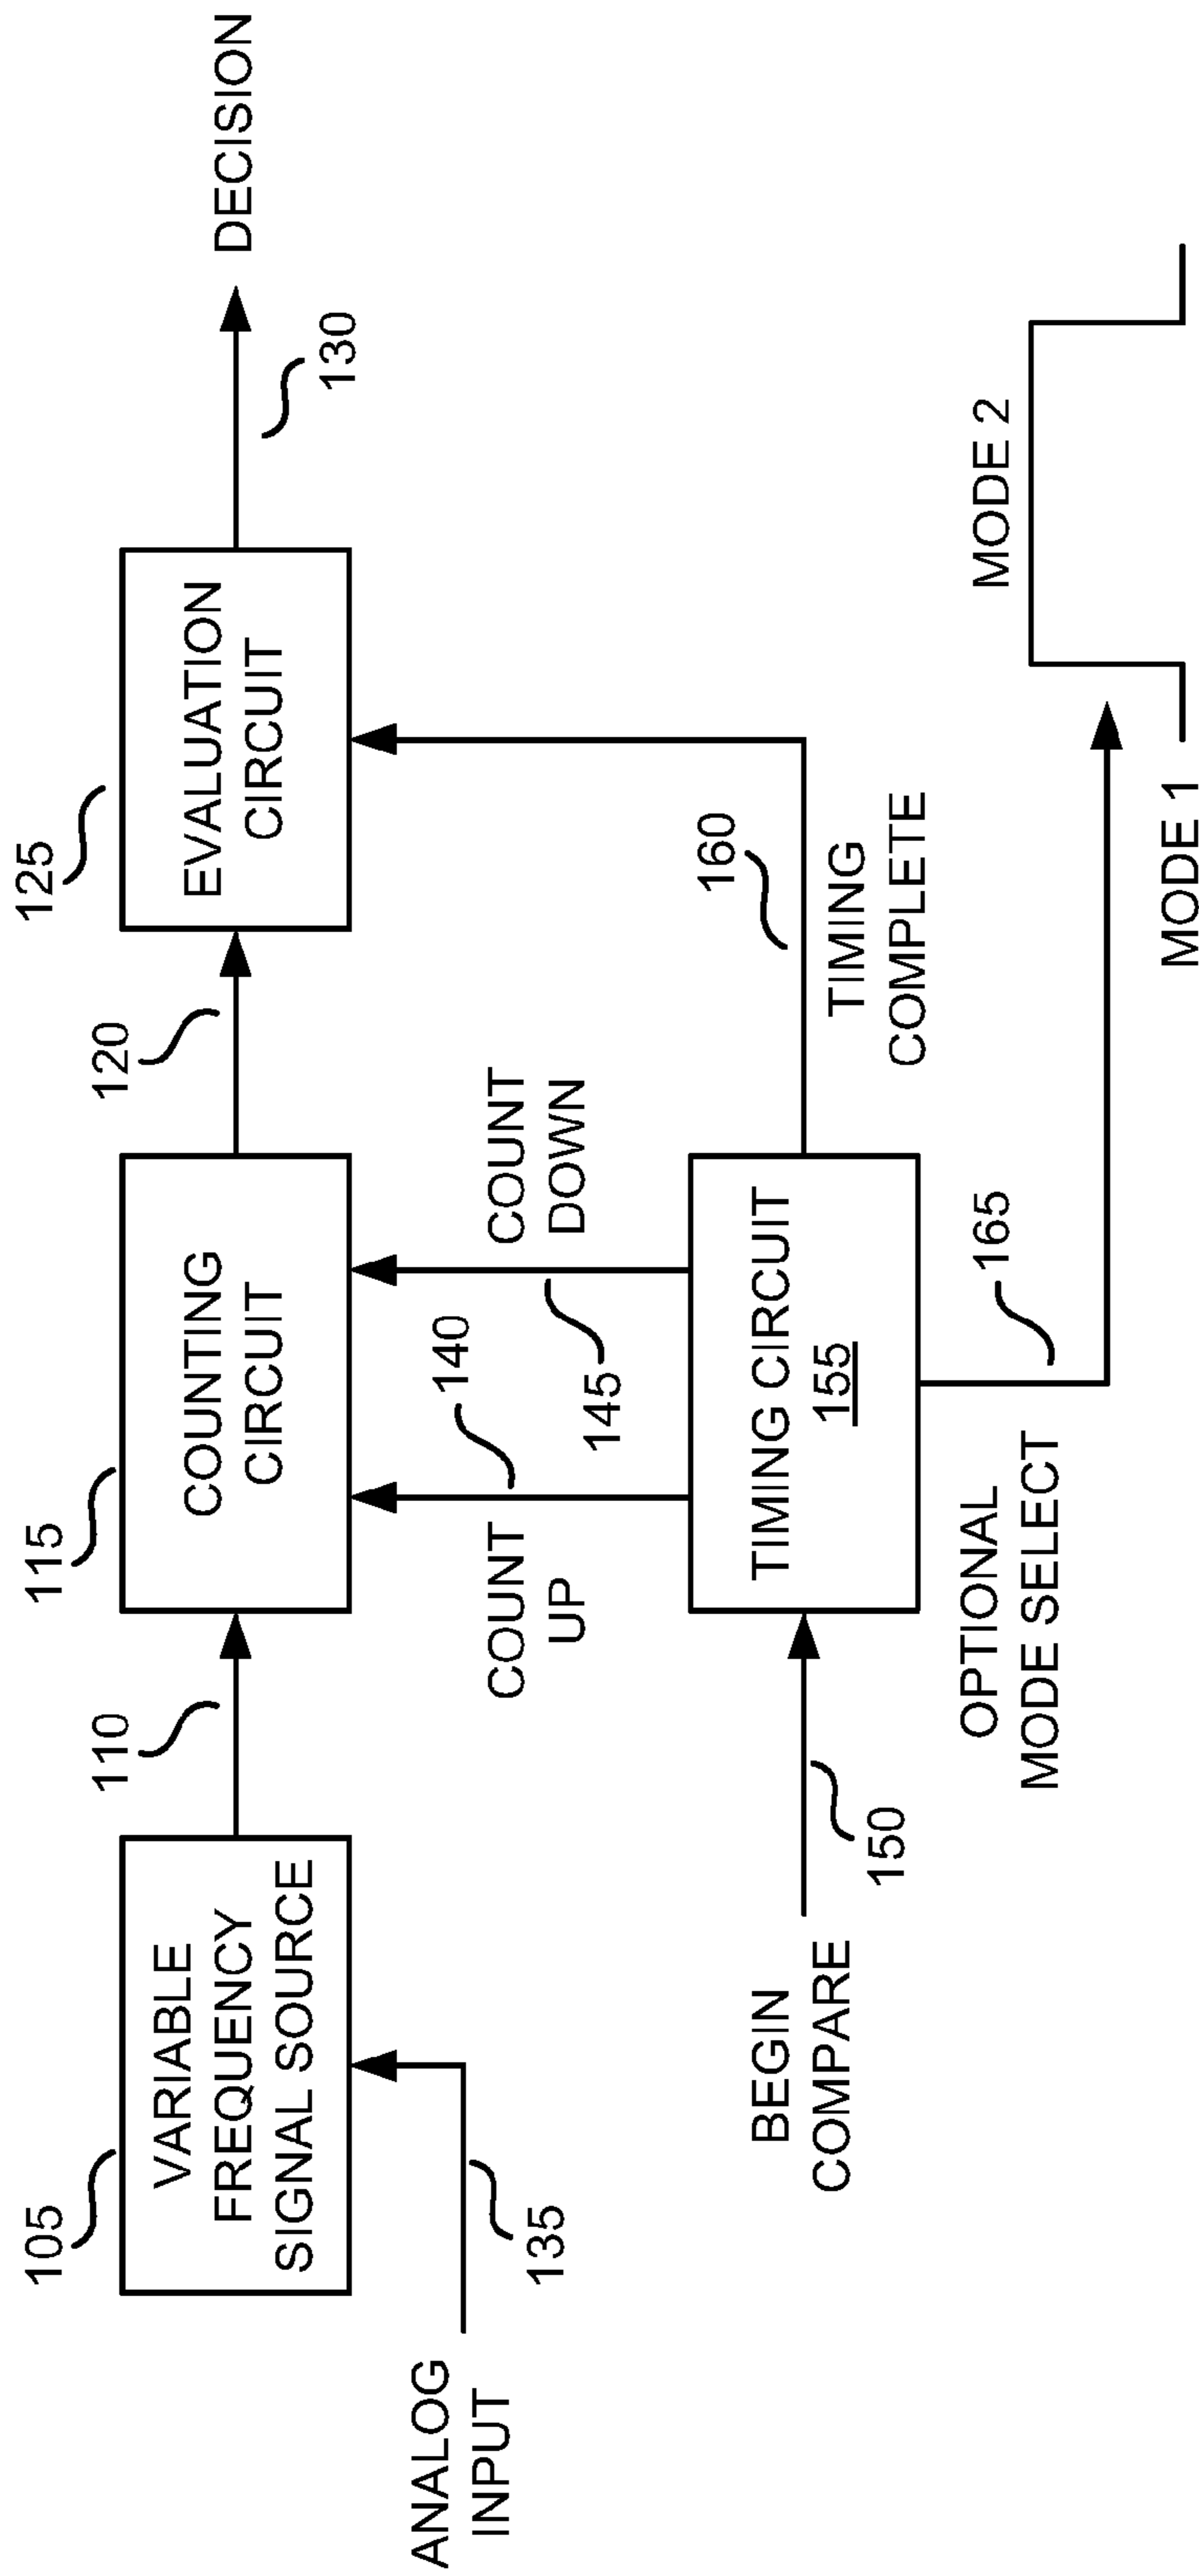 105
VARIABLE
FREQUENCY
SIGNAL SOURCE
110
115
COUNTING
CIRCUIT
120
125
EVALUATION
CIRCUIT
130
DECISION
ANALOG
INPUT
135
COUNT
UP
140
145
COUNT
DOWN
BEGIN
COMPARE
150
TIMING CIRCUIT
155
160
TIMING
COMPLETE
OPTIONAL
MODE SELECT
165
MODE 1
MODE 2